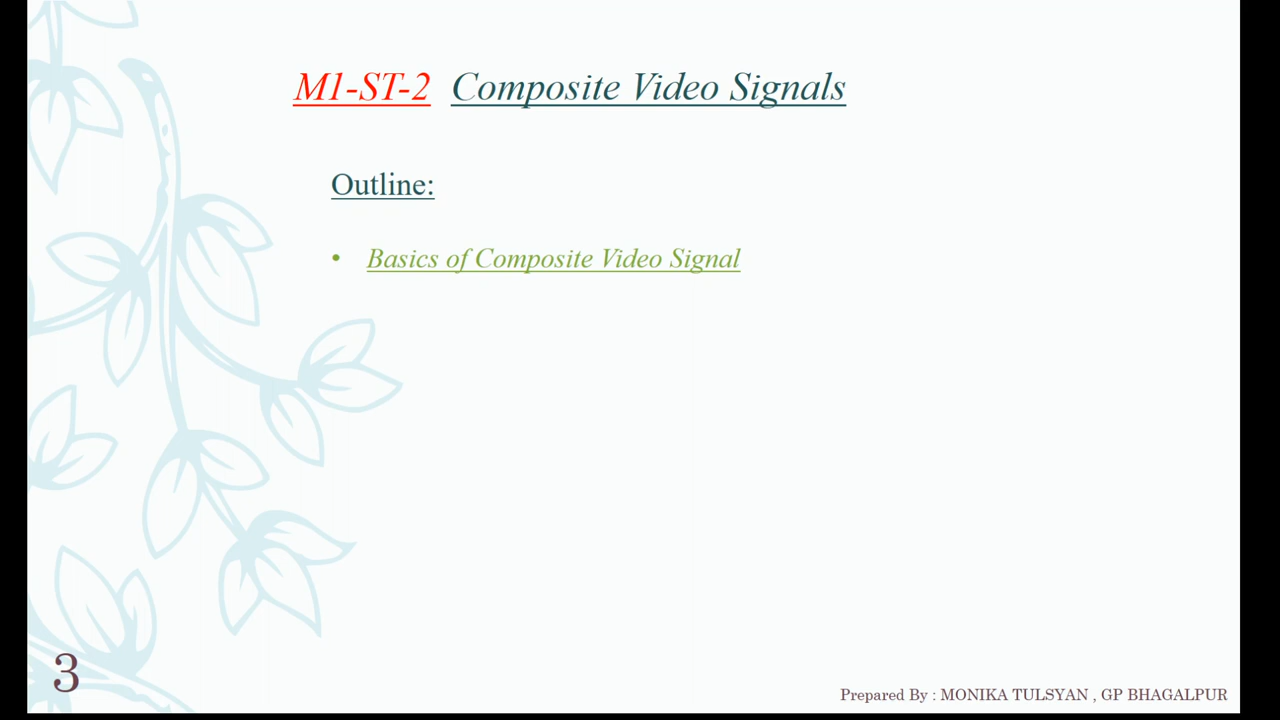 M1-ST-2 Composite Video Signals
Outline:
• Basics of Composite Video Signal
3
Prepared By : MONIKA TULSYAN , GP BHAGALPUR